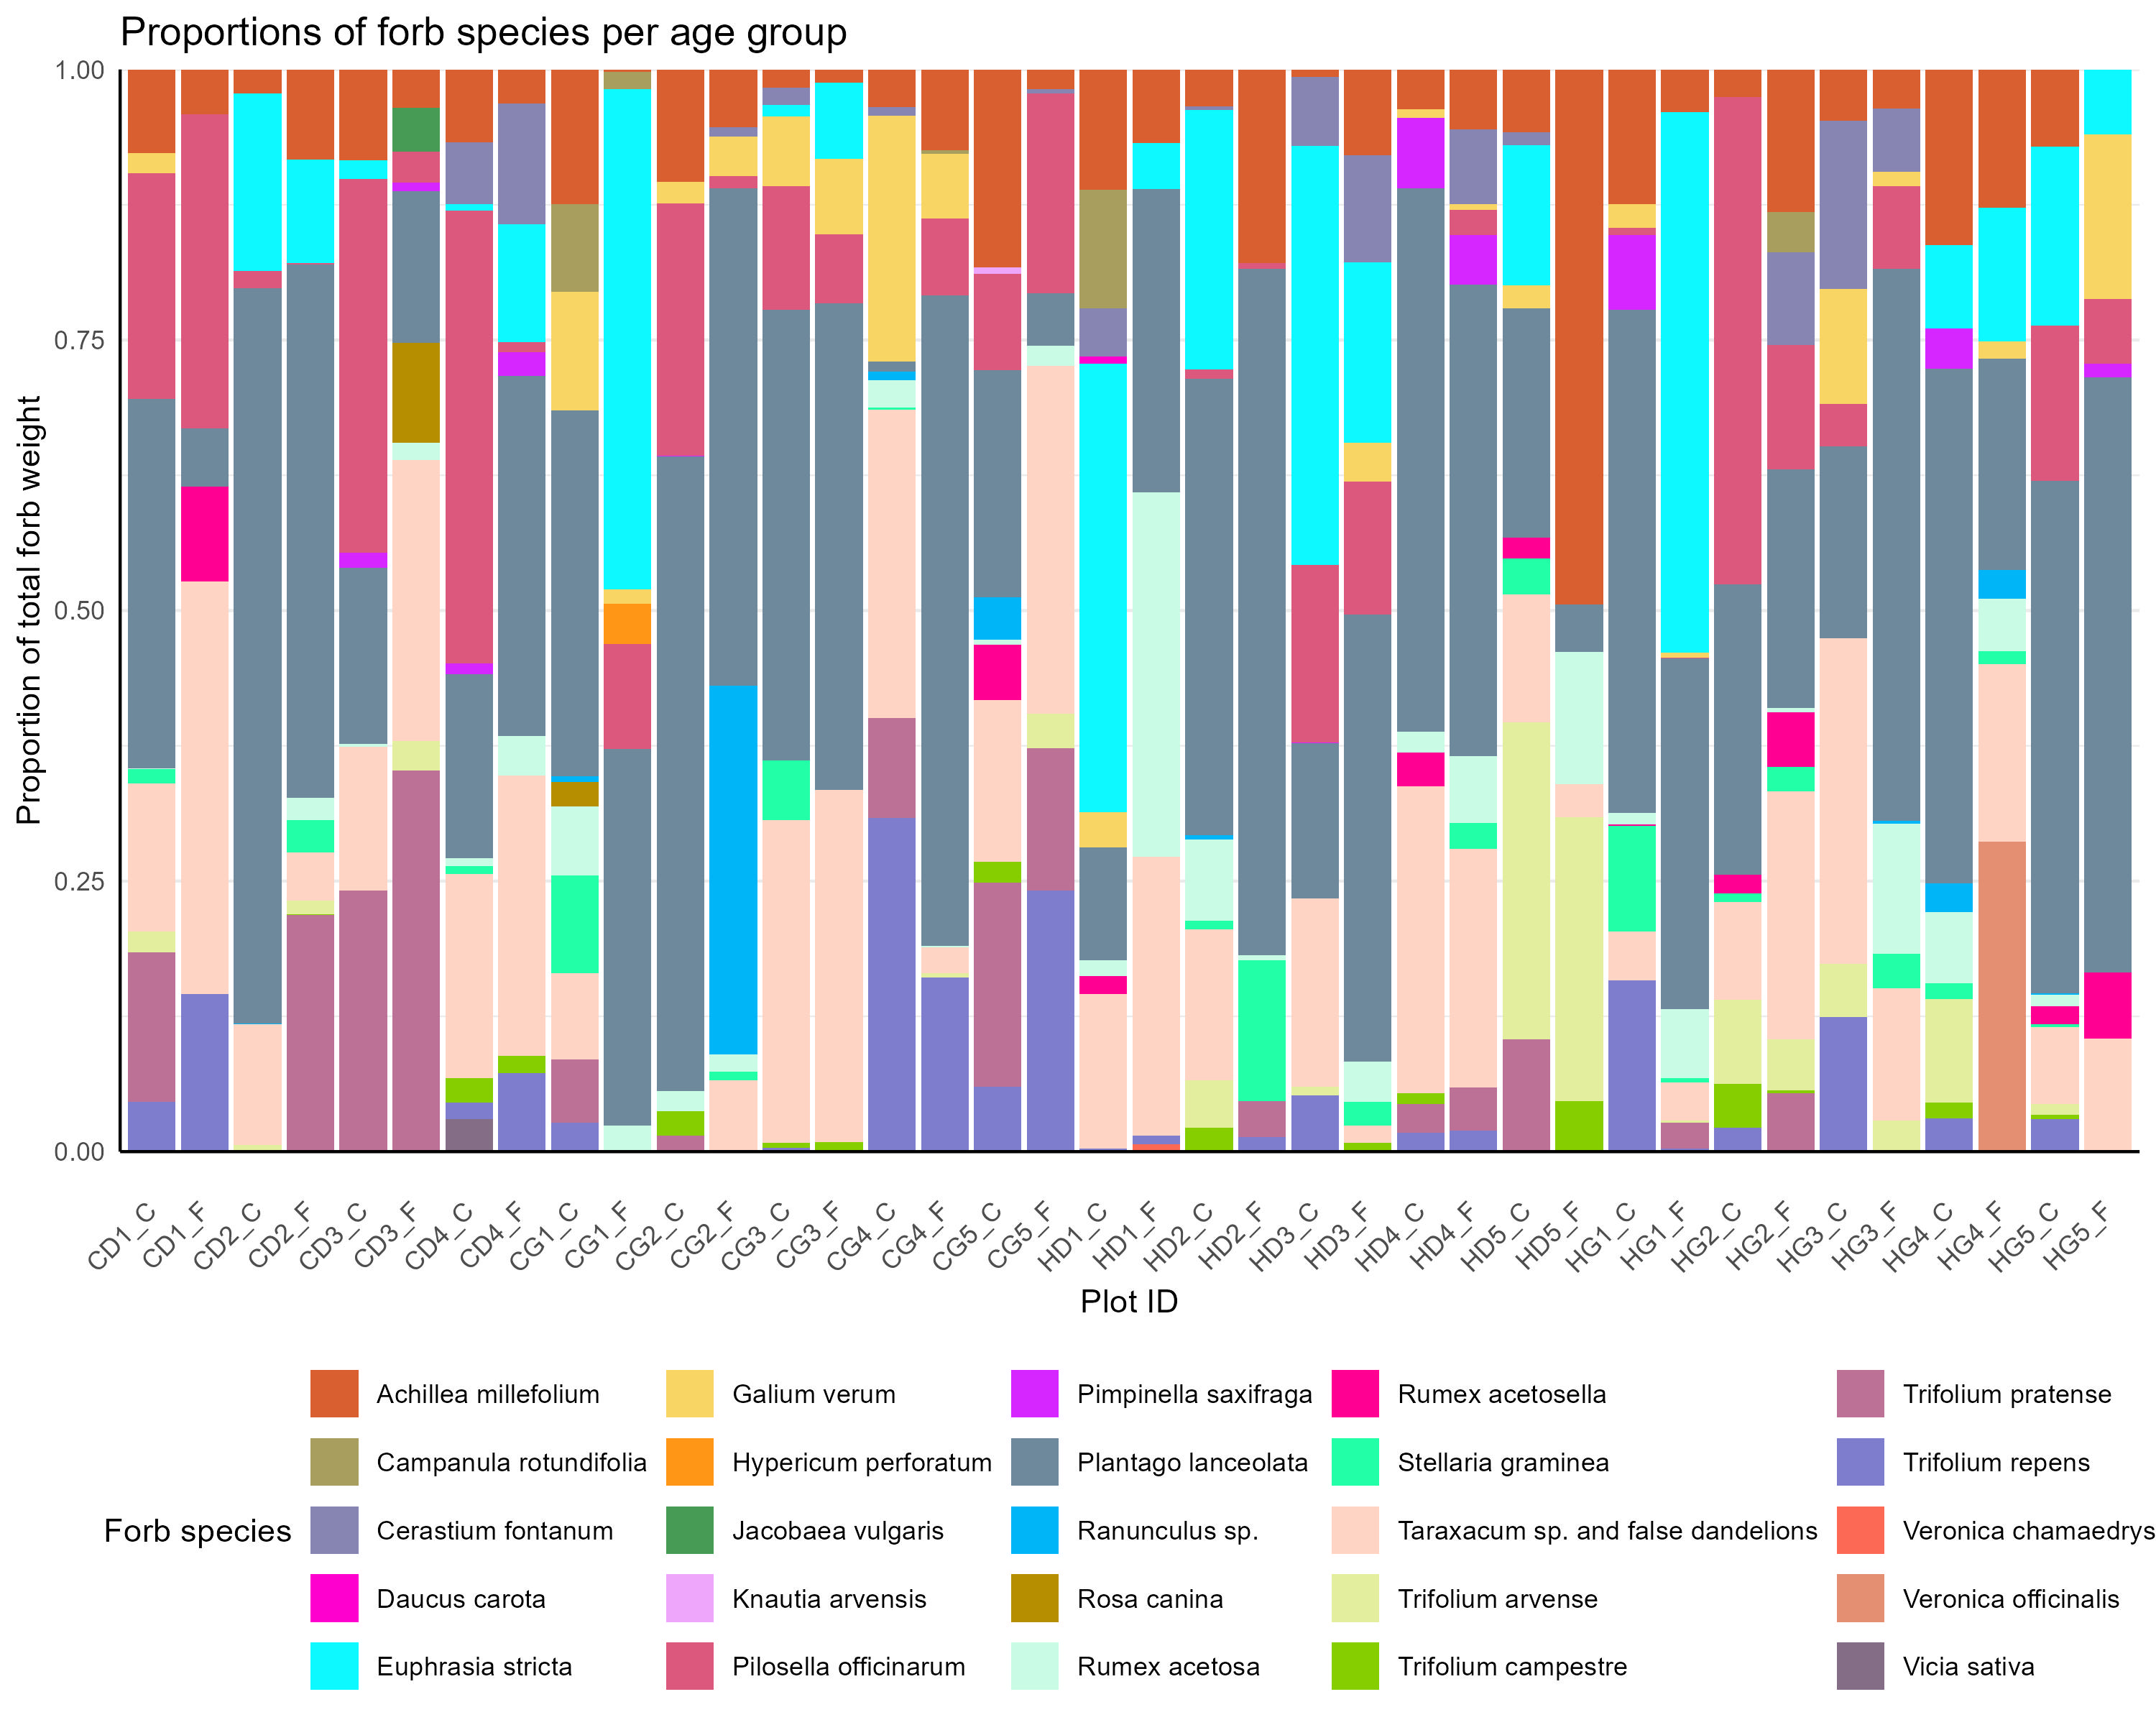 Proportions of forb species per age group
Proportion of total forb weight
1.00
0.75
0.50
0.25
0.00
CD1_C
CD1_F
CD2_C
CD2_F
CD3_C
CD3_F
CD4_C
CD4_F
CG1_C
CG1_F
CG2_C
CG2_F
CG3_C
CG3_F
CG4_C
CG4_F
CG5_C
CG5_F
HD1_C
HD1_F
HD2_C
HD2_F
HD3_C
HD3_F
HD4_C
HD4_F
HD5_C
HD5_F
HG1_C
HG1_F
HG2_C
HG2_F
HG3_C
HG3_F
HG4_C
HG4_F
HG5_C
HG5_F
Plot ID
Forb species
Achillea millefolium
Campanula rotundifolia
Cerastium fontanum
Daucus carota
Euphrasia stricta
Galium verum
Hypericum perforatum
Jacobaea vulgaris
Knautia arvensis
Pilosella officinarum
Pimpinella saxifraga
Plantago lanceolata
Ranunculus sp.
Rosa canina
Rumex acetosa
Rumex acetosella
Stellaria graminea
Taraxacum sp. and false dandelions
Trifolium arvense
Trifolium campestre
Trifolium pratense
Trifolium repens
Veronica chamaedrys
Veronica officinalis
Vicia sativa